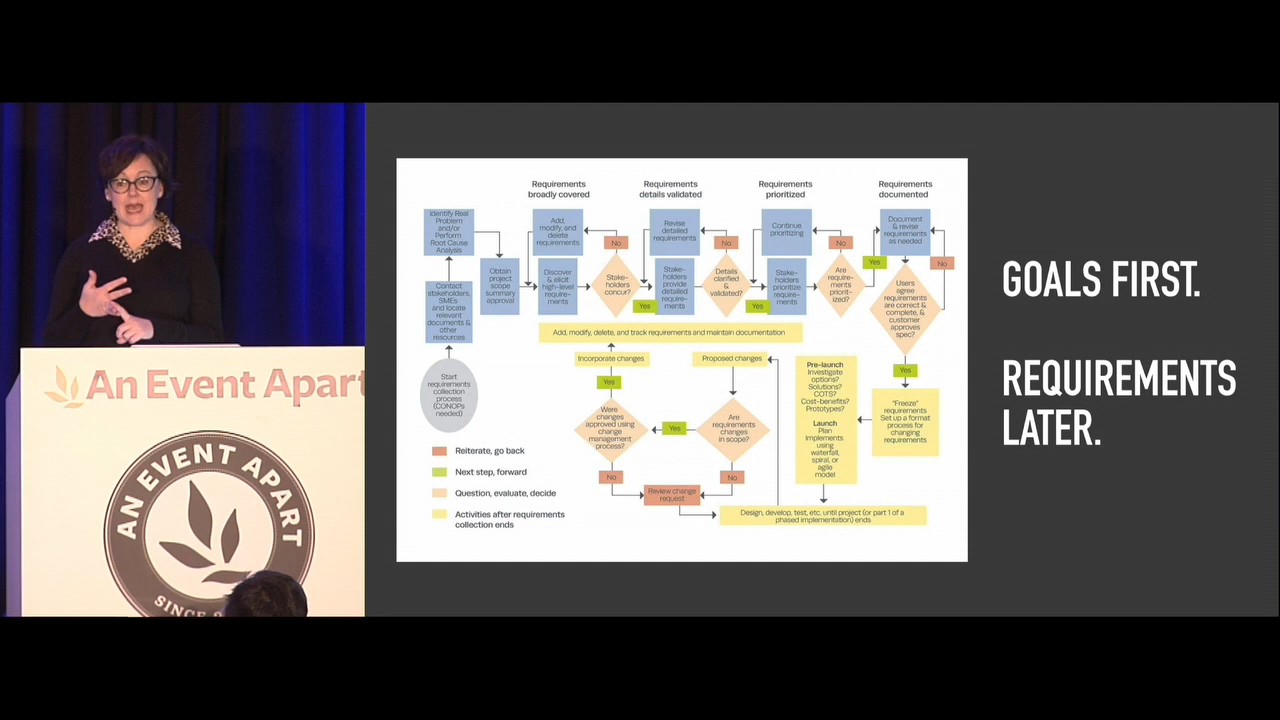 An Event Apart
AN EVENT APART
SINCE
Requirements
broadly covered
Requirements
details validated
Requirements
prioritized
Requirements
documented
Identify Real
Problem
and/or
Perform
Root Cause
Analysis
Add,
modify, and
delete
requirements
Revise
detailed
requirements
Continue
prioritizing
Document
& revise
requirements
as needed
No
No
No
No
Yes
Obtain
project
scope
summary
approval
Discover
& elicit
high-level
require-
ments
Stake-
holders
concur?
Stake-
holders
provide
detailed
require-
ments
Details
clarified
&
validated?
Stake-
holders
prioritize
require-
ments
Are
require-
ments
priorit-
ized?
Users
agree
requirements
are correct &
complete, &
customer
approves
spec?
Yes
Yes
Contact
stakeholders,
SMEs
and locate
relevant
documents &
other
resources
Add, modify, delete, and track requirements and maintain documentation
Incorporate changes
Proposed changes
Start
requirements
collection
process
(CONOPs
needed)
Yes
Were
changes
approved using
change
management
process?
Yes
Are
requirements
changes
in scope?
Pre-launch
Investigate
options?
Solutions?
COTS?
Cost-benefits?
Prototypes?
Launch
Plan
implements
using
waterfall,
spiral, or
agile
model
Yes
"Freeze"
requirements
Set up a format
process for
changing
requirements
No
No
Review change
request
Design, develop, test, etc. until project (or part 1 of a
phased implementation) ends
Reiterate, go back
Next step, forward
Question, evaluate, decide
Activities after requirements
collection ends
GOALS FIRST.
REQUIREMENTS
LATER.